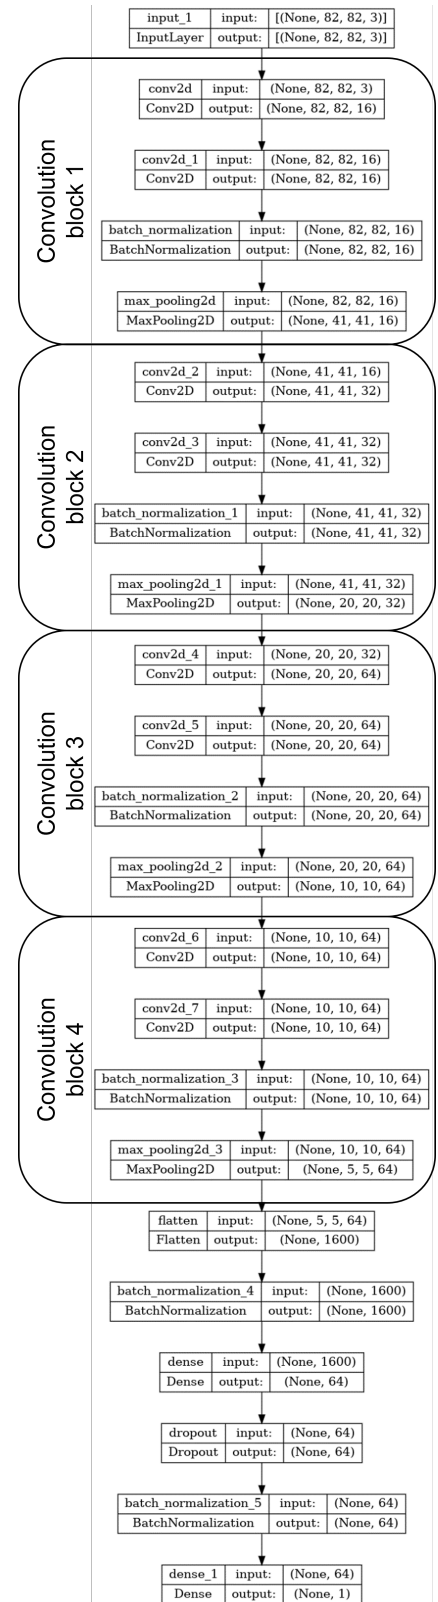 input_1 input: [(None, 82, 82, 3)]
InputLayer output: [(None, 82, 82, 3)]
Convolution
block 1
conv2d input: (None, 82, 82, 3)
Conv2D output: (None, 82, 82, 16)
conv2d_1 input: (None, 82, 82, 16)
Conv2D output: (None, 82, 82, 16)
batch_normalization input: (None, 82, 82, 16)
BatchNormalization output: (None, 82, 82, 16)
max_pooling2d input: (None, 82, 82, 16)
MaxPooling2D output: (None, 41, 41, 16)
Convolution
block 2
conv2d_2 input: (None, 41, 41, 16)
Conv2D output: (None, 41, 41, 32)
conv2d_3 input: (None, 41, 41, 32)
Conv2D output: (None, 41, 41, 32)
batch_normalization_1 input: (None, 41, 41, 32)
BatchNormalization output: (None, 41, 41, 32)
max_pooling2d_1 input: (None, 41, 41, 32)
MaxPooling2D output: (None, 20, 20, 32)
Convolution
block 3
conv2d_4 input: (None, 20, 20, 32)
Conv2D output: (None, 20, 20, 64)
conv2d_5 input: (None, 20, 20, 64)
Conv2D output: (None, 20, 20, 64)
batch_normalization_2 input: (None, 20, 20, 64)
BatchNormalization output: (None, 20, 20, 64)
max_pooling2d_2 input: (None, 20, 20, 64)
MaxPooling2D output: (None, 10, 10, 64)
Convolution
block 4
conv2d_6 input: (None, 10, 10, 64)
Conv2D output: (None, 10, 10, 64)
conv2d_7 input: (None, 10, 10, 64)
Conv2D output: (None, 10, 10, 64)
batch_normalization_3 input: (None, 10, 10, 64)
BatchNormalization output: (None, 10, 10, 64)
max_pooling2d_3 input: (None, 10, 10, 64)
MaxPooling2D output: (None, 5, 5, 64)
flatten input: (None, 5, 5, 64)
Flatten output: (None, 1600)
batch_normalization_4 input: (None, 1600)
BatchNormalization output: (None, 1600)
dense input: (None, 1600)
Dense output: (None, 64)
dropout input: (None, 64)
Dropout output: (None, 64)
batch_normalization_5 input: (None, 64)
BatchNormalization output: (None, 64)
dense_1 input: (None, 64)
Dense output: (None, 1)